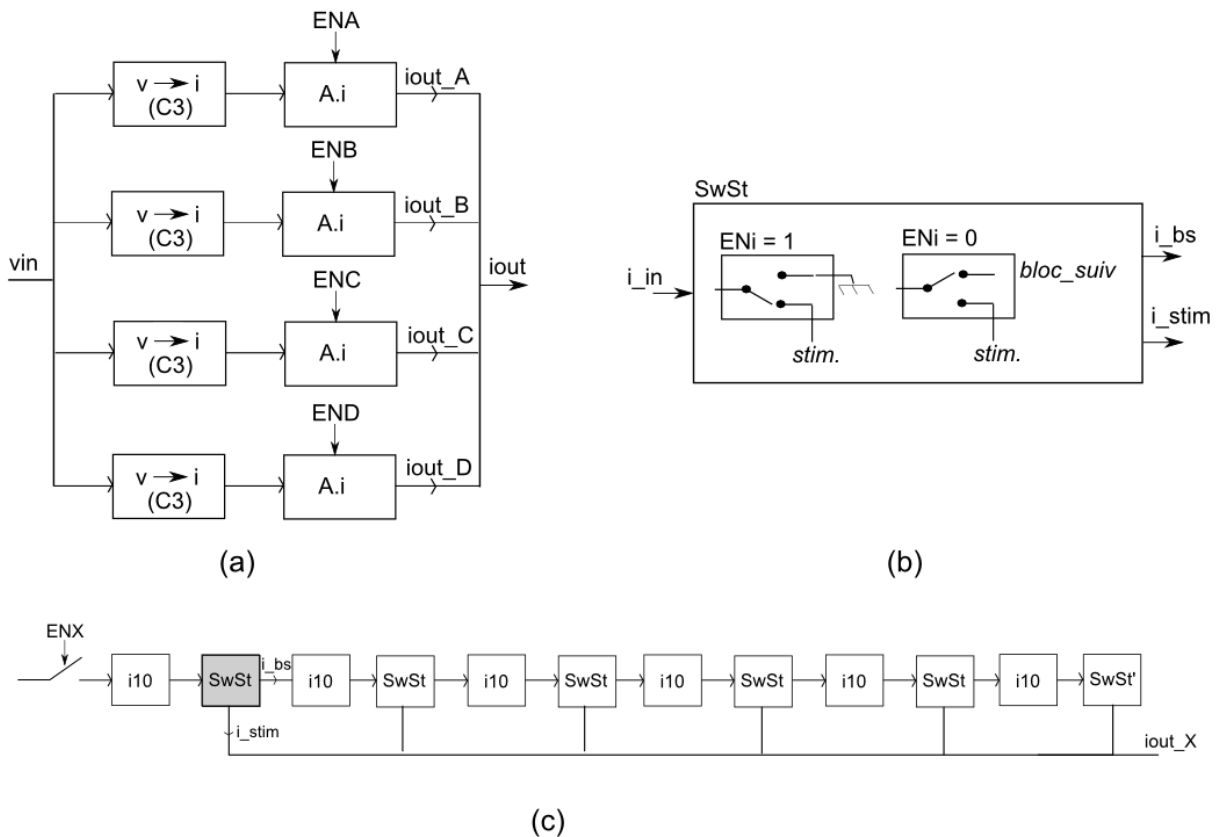 ENA
v → i
(C3)
A.i
iout_A
ENB
v → i
(C3)
A.i
iout_B
vin
iout
ENC
v → i
(C3)
A.i
iout_C
END
v → i
(C3)
A.i
iout_D
(a)
SwSt
ENi = 1
ENi = 0
i_in
bloc_suiv
i_bs
i_stim
stim.
stim.
(b)
ENX
i10
SwSt
i_bs
i10
SwSt
i10
SwSt
i10
SwSt
i10
SwSt
i10
SwSt'
i_stim
iout_X
(c)